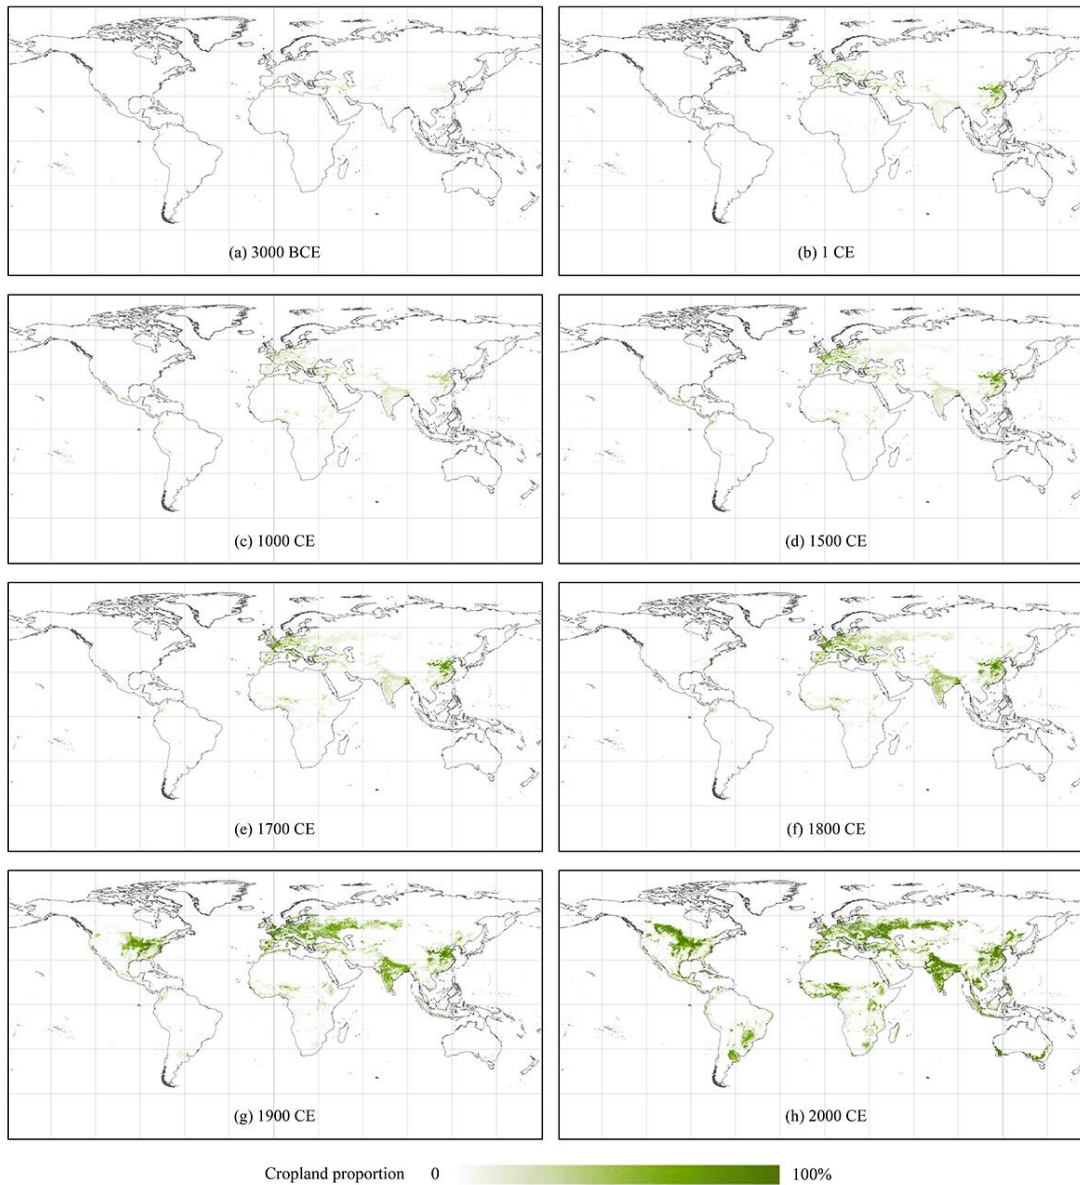 (a) 3000 BCE
(b) 1 CE
(c) 1000 CE
(d) 1500 CE
(e) 1700 CE
(f) 1800 CE
(g) 1900 CE
(h) 2000 CE
Cropland proportion 0 100%